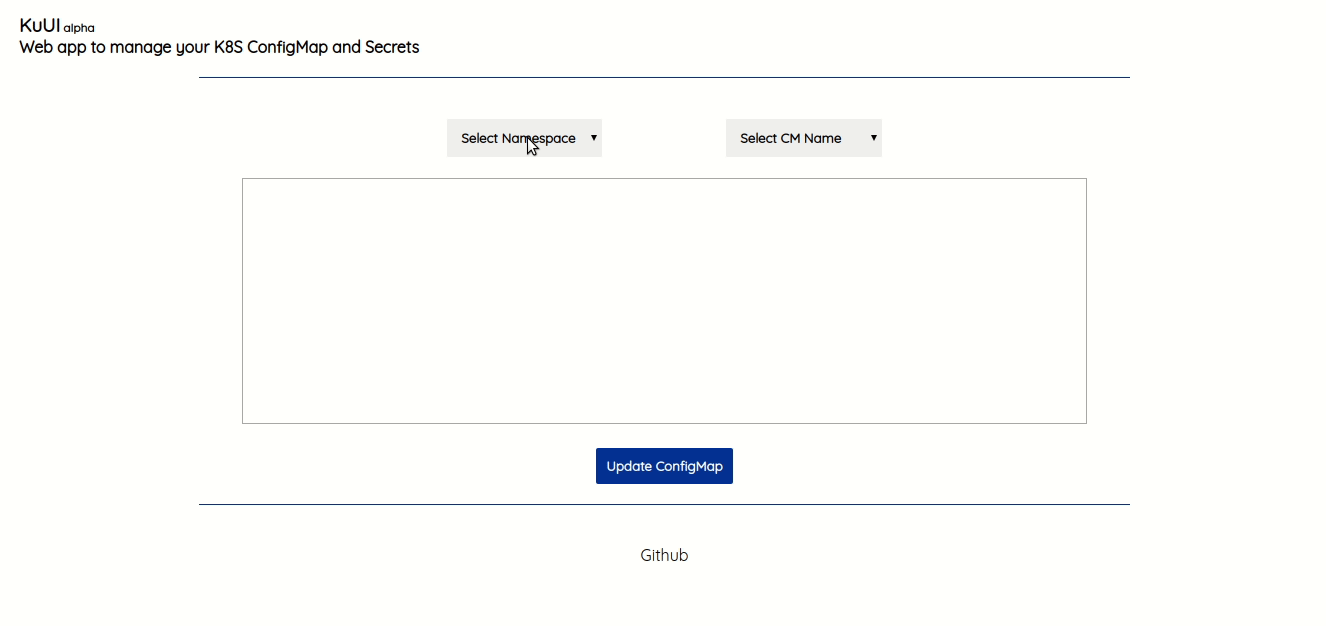 KuUI alpha
Web app to manage your K8S ConfigMap and Secrets
Select Namespace ▼ Select CM Name ▼
Update ConfigMap
Github